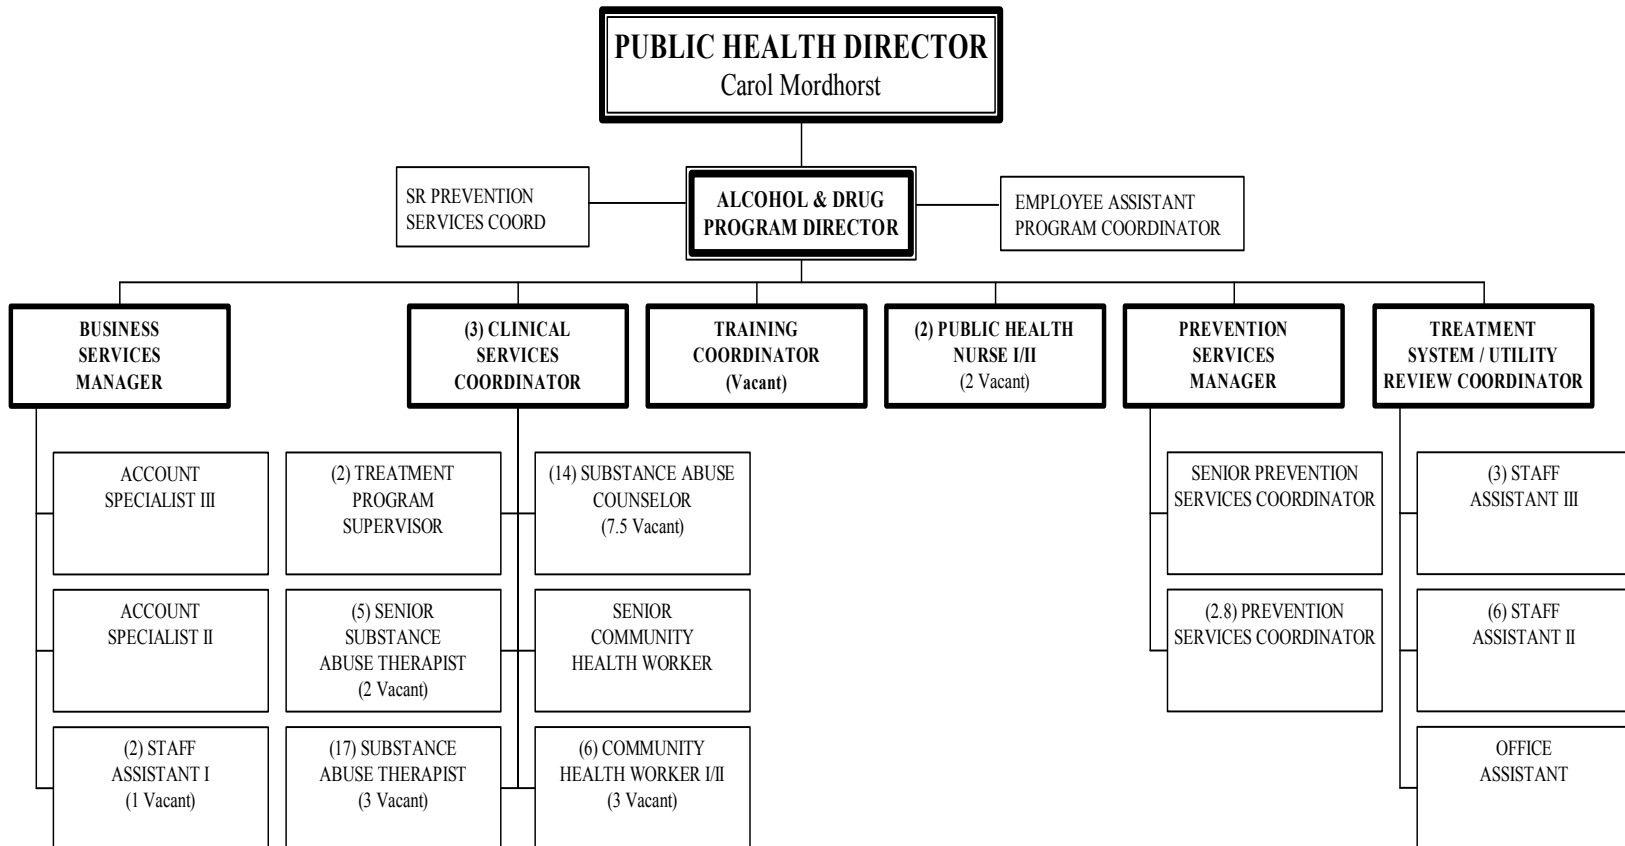 PUBLIC HEALTH DIRECTOR
Carol Mordhorst
SR PREVENTION
SERVICES COORD
ALCOHOL & DRUG
PROGRAM DIRECTOR
EMPLOYEE ASSISTANT
PROGRAM COORDINATOR
BUSINESS
SERVICES
MANAGER
(3) CLINICAL
SERVICES
COORDINATOR
TRAINING
COORDINATOR
(Vacant)
(2) PUBLIC HEALTH
NURSE I/II
(2 Vacant)
PREVENTION
SERVICES
MANAGER
TREATMENT
SYSTEM / UTILITY
REVIEW COORDINATOR
ACCOUNT
SPECIALIST III
(2) TREATMENT
PROGRAM
SUPERVISOR
(14) SUBSTANCE ABUSE
COUNSELOR
(7.5 Vacant)
SENIOR PREVENTION
SERVICES COORDINATOR
(3) STAFF
ASSISTANT III
ACCOUNT
SPECIALIST II
(5) SENIOR
SUBSTANCE
ABUSE THERAPIST
(2 Vacant)
SENIOR
COMMUNITY
HEALTH WORKER
(2.8) PREVENTION
SERVICES COORDINATOR
(6) STAFF
ASSISTANT II
(2) STAFF
ASSISTANT I
(1 Vacant)
(17) SUBSTANCE
ABUSE THERAPIST
(3 Vacant)
(6) COMMUNITY
HEALTH WORKER I/II
(3 Vacant)
OFFICE
ASSISTANT